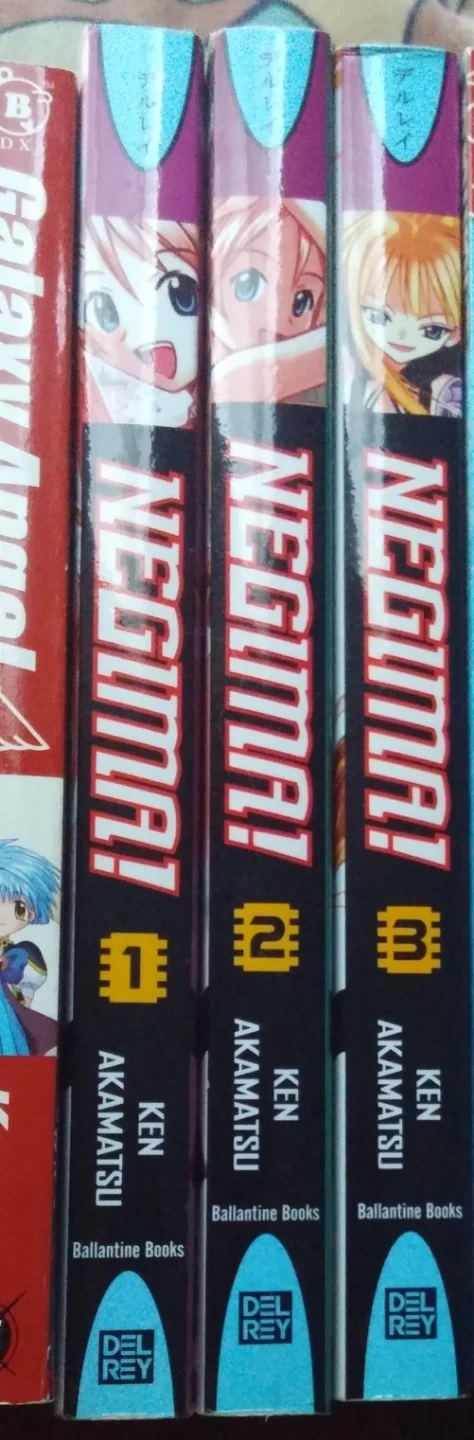 B
DX
Galaxy Angel
デルレイ
NEGIMA!
1
KEN
AKAMATSU
Ballantine Books
DEL
REY
デルレイ
NEGIMA!
2
KEN
AKAMATSU
Ballantine Books
DEL
REY
デルレイ
NEGIMA!
3
KEN
AKAMATSU
Ballantine Books
DEL
REY